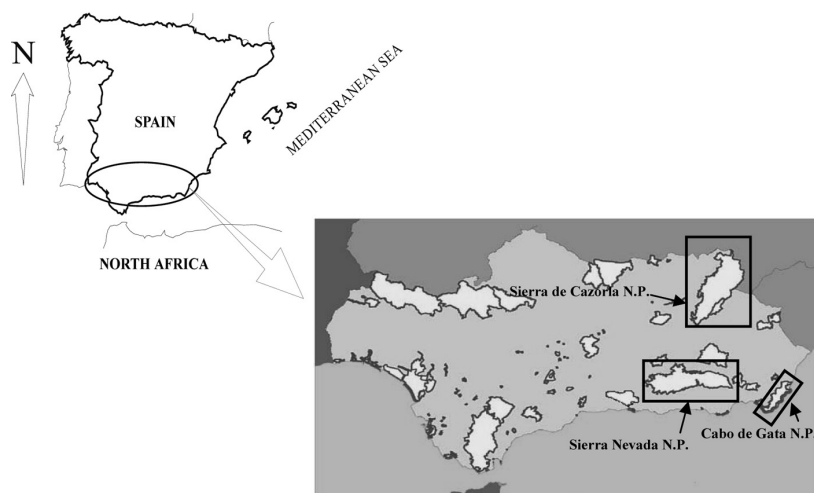 N
SPAIN
MEDITERRANEAN SEA
NORTH AFRICA
Sierra de Cazorla N.P.
Sierra Nevada N.P.
Cabo de Gata N.P.